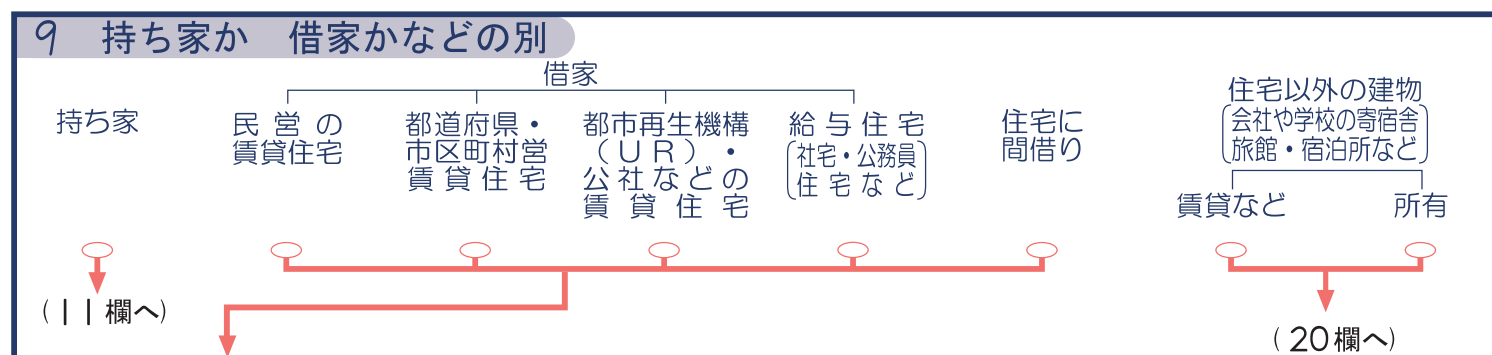 9 持ち家か 借家かなどの別
借家
持ち家
民営の
賃貸住宅
都道府県・
市区町村営
賃貸住宅
都市再生機構
(UR)・
公社などの
賃貸住宅
給与住宅
(社宅・公務員
住宅など)
住宅に
間借り
住宅以外の建物
(会社や学校の寄宿舎
旅館・宿泊所など)
賃貸など
所有
(11欄へ)
(20欄へ)